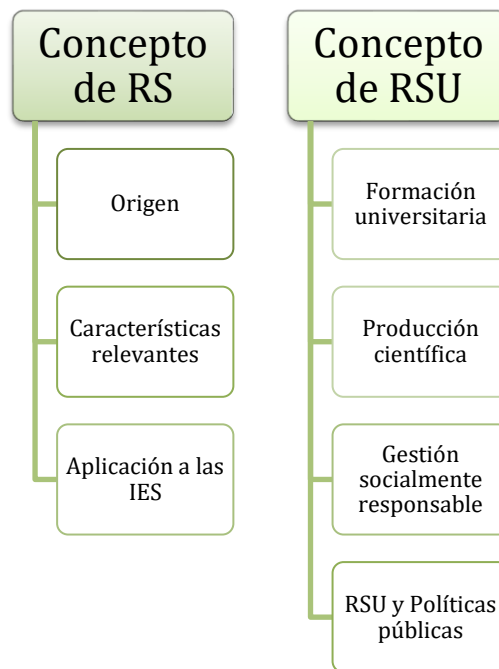 Concepto
de RS
Origen
Características
relevantes
Aplicación a las
IES
Concepto
de RSU
Formación
universitaria
Producción
científica
Gestión
socialmente
responsable
RSU y Políticas
públicas